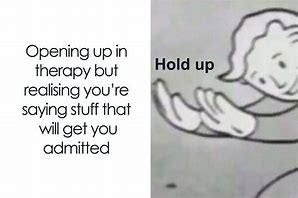 Opening up in
therapy but
realising you're
saying stuff that
will get you
admitted
Hold up